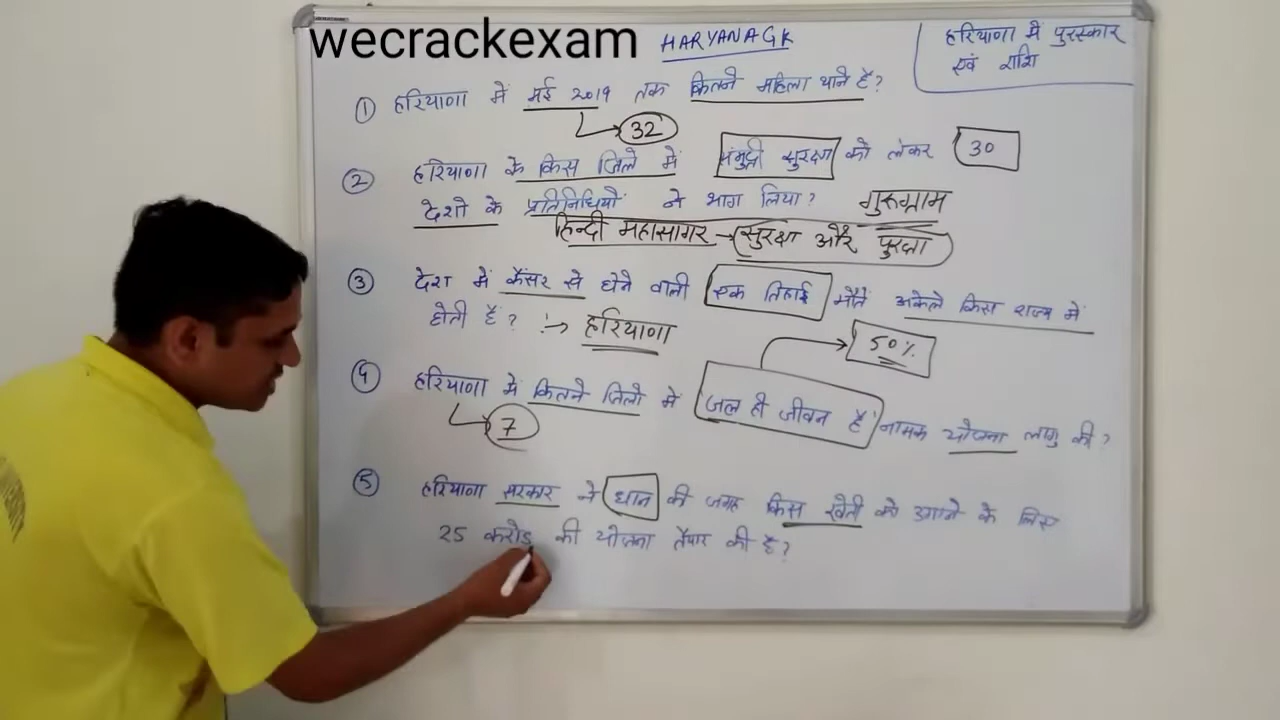 wecrackexam
HARYANA GK
हरियाणा में पुरस्कार
एवं राशि
① हरियाणा में मई 2019 तक कितने महिला थाने है?
32
② हरियाणा के किस जिले में समुद्री सुरक्षा को लेकर 30
देशो के प्रतिनिधियों ने भाग लिया? गुरूग्राम
हिन्दी महासागर → सुरक्षा और
③ देश में कैंसर से होने वाली एक तिहाई मौतें अकेले किस राज्य में
होती हैं? :→ हरियाणा
50%
④ हरियाणा में कितने जिलो में जल ही जीवन है नामक योजना लागु की?
7
⑤ हरियाणा सरकार ने धान की जगह किस खेती को उगाने के लिए
25 करोड की योजना तैयार की है?